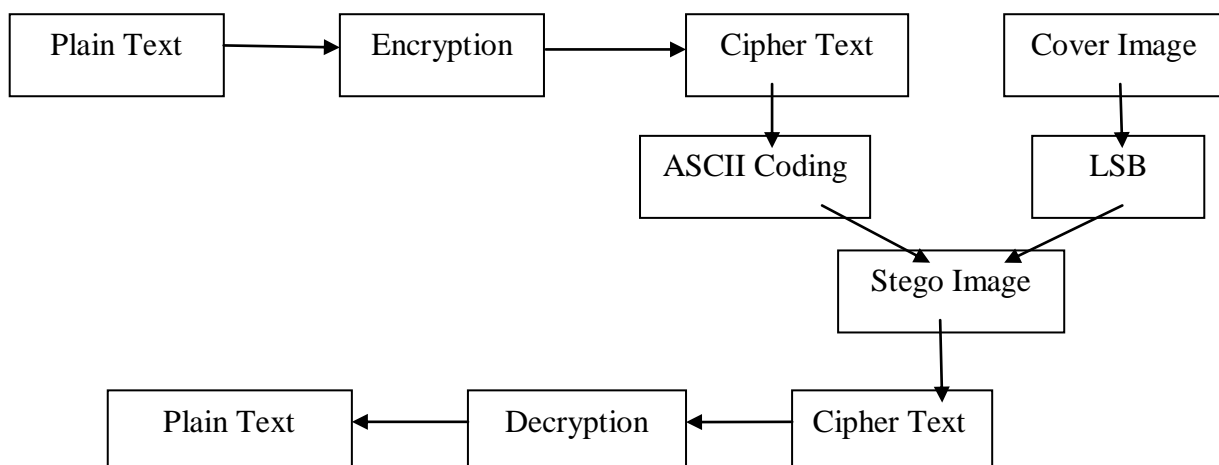 Plain Text
Encryption
Cipher Text
Cover Image
ASCII Coding
LSB
Stego Image
Plain Text
Decryption
Cipher Text